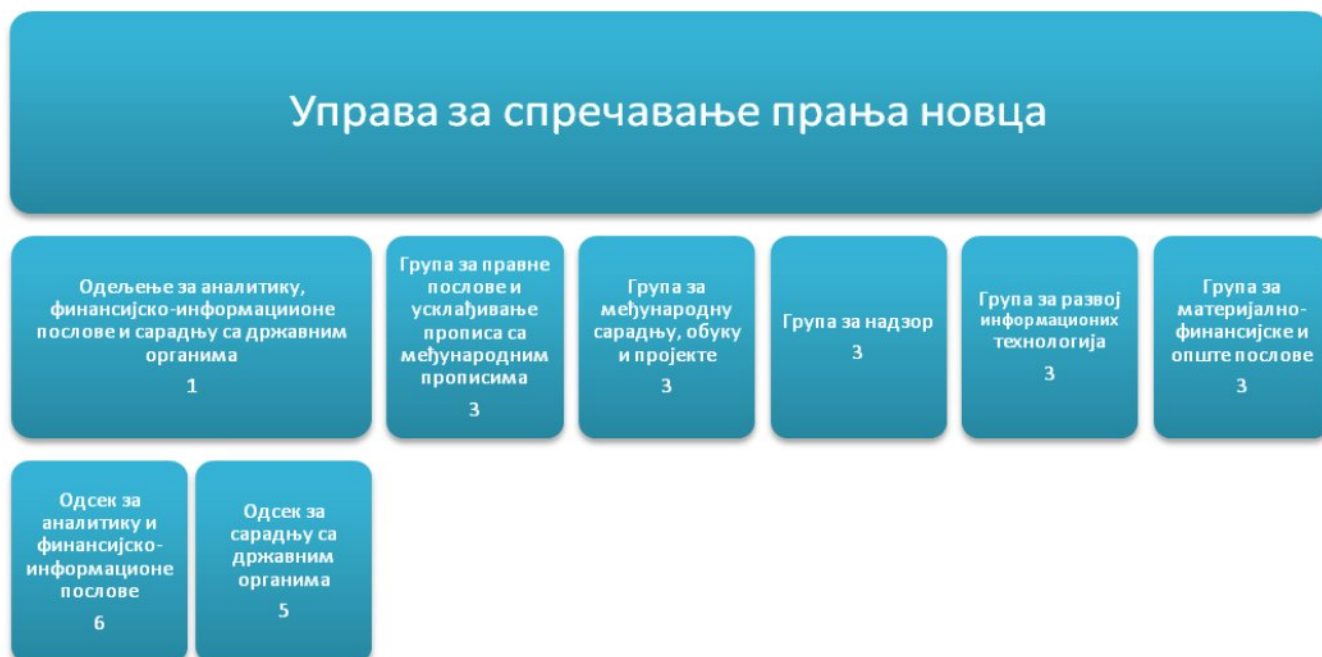 Управа за спречавање прања новца
Одељење за аналитику,
финансијско-информациионе
послове и сарадњу са државним
органима
1
Група за правне
послове и
усклађивање
прописа са
међународним
прописима
3
Група за
међународну
сарадњу, обуку
и пројекте
3
Група за надзор
3
Група за развој
информационих
технологија
3
Група за
материјално-
финансијске и
опште послове
3
Одсек за
аналитику и
финансијско-
информационе
послове
6
Одсек за
сарадњу са
државним
органима
5